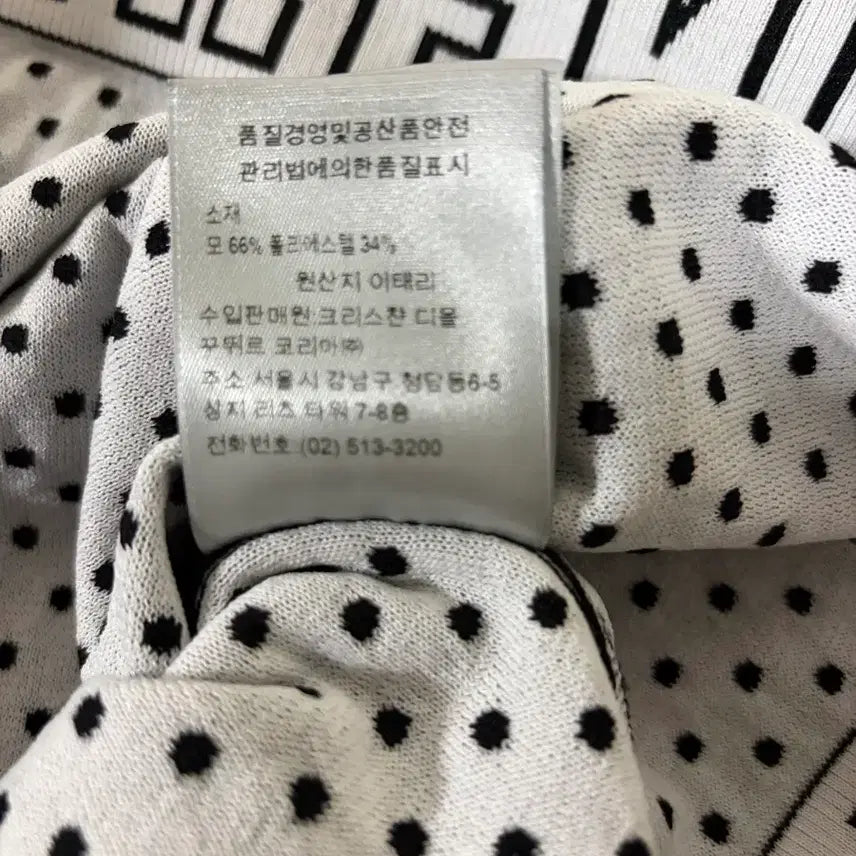 품질경영및공산품안전
관리법에의한품질표시
소재
모 66% 폴리에스텔 34%
원산지 이태리
수입판매원:크리스챤 디올
꾸뛰르 코리아㈜
주소 서울시 강남구 청담동6-5
상지 리츠 타워7-8층
전화번호 (02) 513-3200